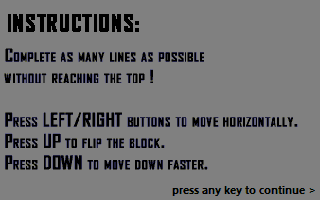 INSTRUCTIONS:
COMPLETE AS MANY LINES AS POSSIBLE
WITHOUT REACHING THE TOP !
PRESS LEFT/RIGHT BUTTONS TO MOVE HORIZONTALLY.
PRESS UP TO FLIP THE BLOCK.
PRESS DOWN TO MOVE DOWN FASTER.
press any key to continue >